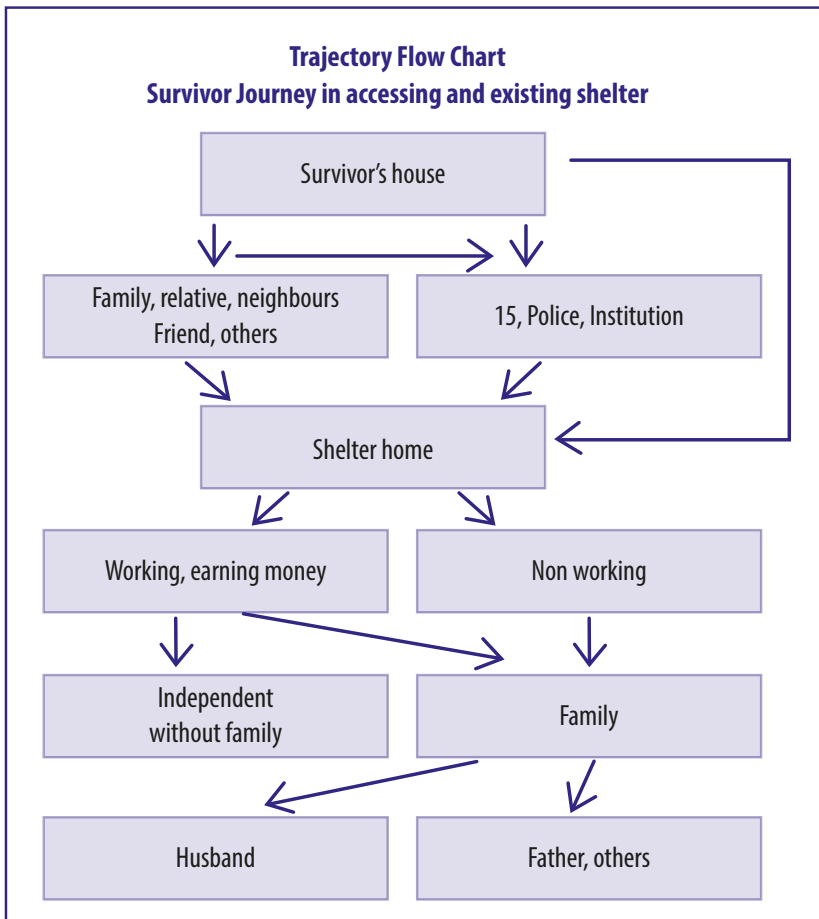 Trajectory Flow Chart
Survivor Journey in accessing and existing shelter
Survivor's house
Family, relative, neighbours
Friend, others
15, Police, Institution
Shelter home
Working, earning money
Non working
Independent
without family
Family
Husband
Father, others